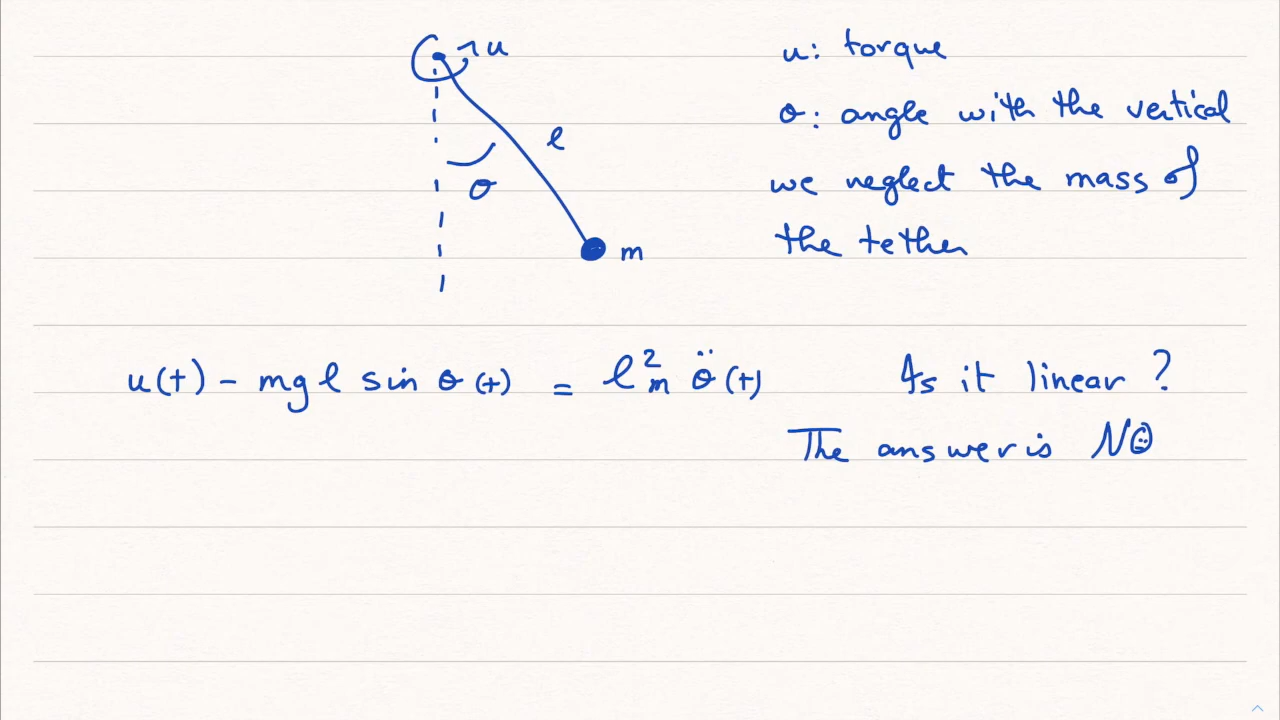 u
u: torque
l
θ: angle with the vertical
θ
we neglect the mass of
m
the tether
u(t) - mgl sin θ(t) = l²m θ̈(t)
Is it linear?
The answer is NO